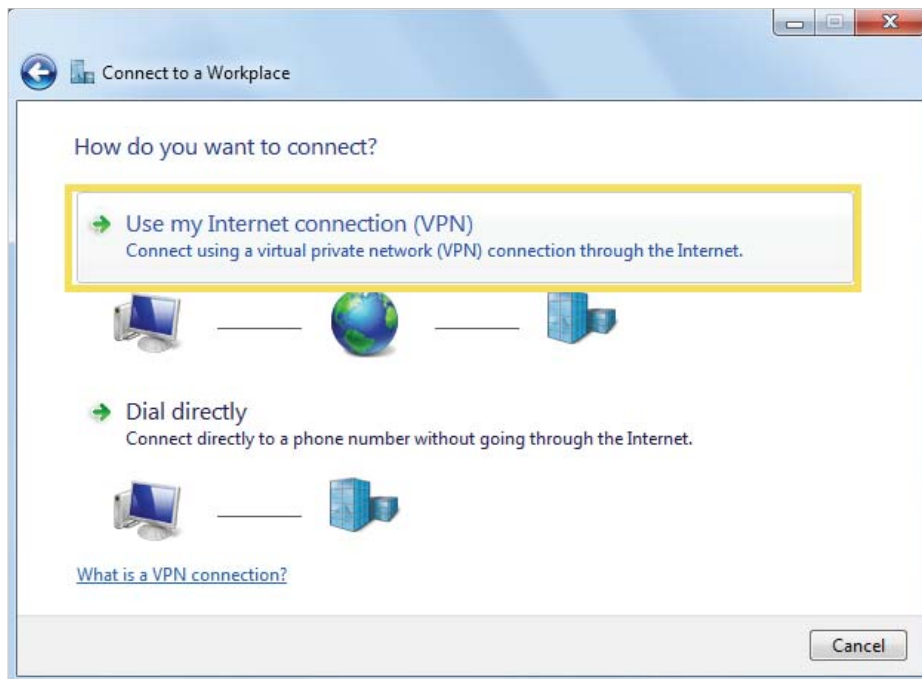 Connect to a Workplace
How do you want to connect?
Use my Internet connection (VPN)
Connect using a virtual private network (VPN) connection through the Internet.
Dial directly
Connect directly to a phone number without going through the Internet.
What is a VPN connection?
Cancel